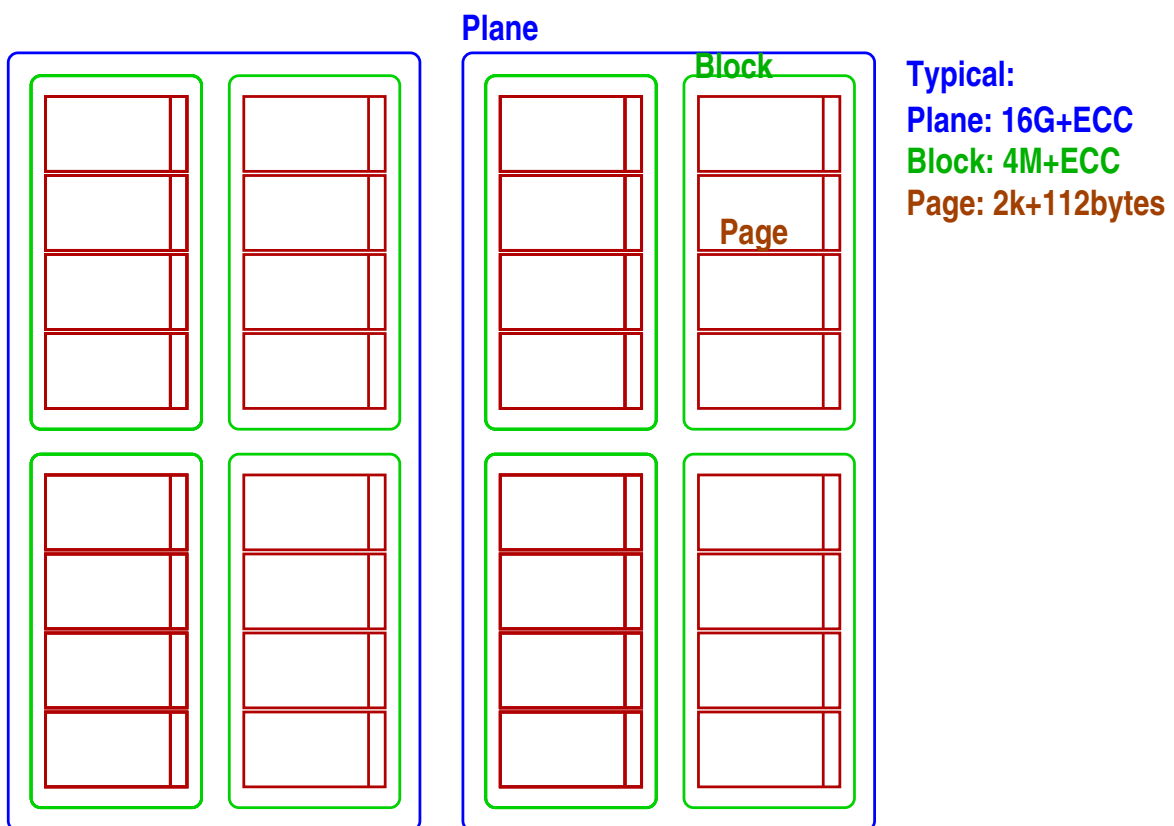 Plane
Block
Page
Typical:
Plane: 16G+ECC
Block: 4M+ECC
Page: 2k+112bytes